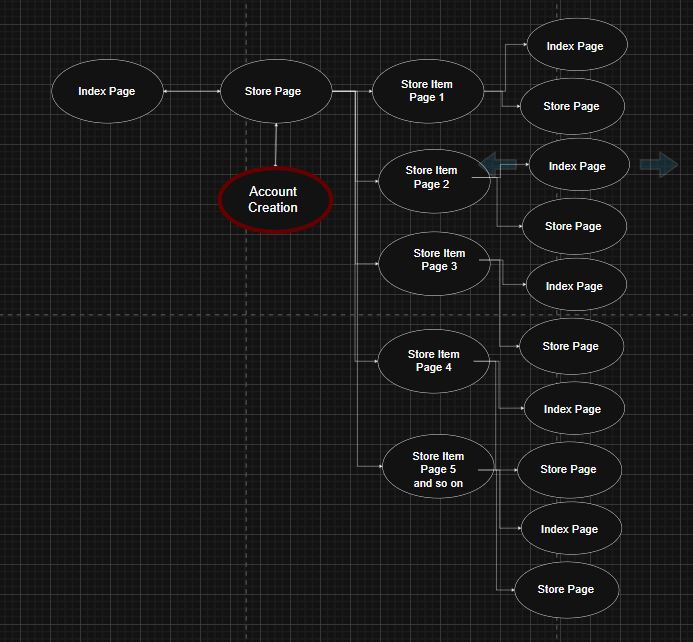 Index Page
Store Page
Account
Creation
Store Item
Page 1
Store Item
Page 2
Store Item
Page 3
Store Item
Page 4
Store Item
Page 5
and so on
Index Page
Store Page
Index Page
Store Page
Index Page
Store Page
Index Page
Store Page
Index Page
Store Page